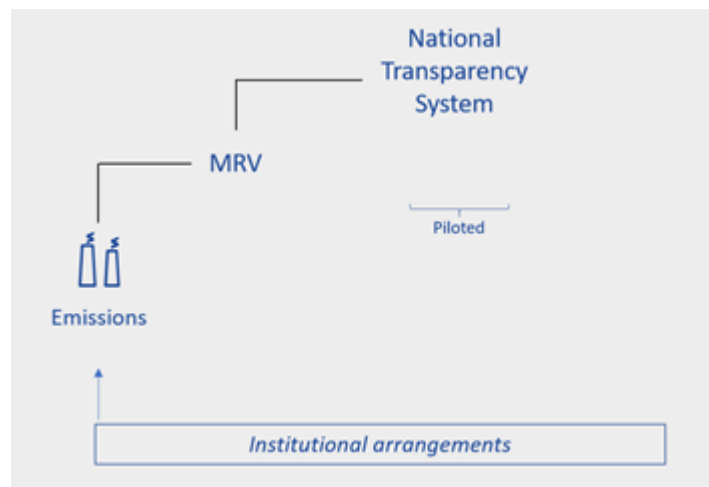 National
Transparency
System
MRV
Piloted
Emissions
Institutional arrangements